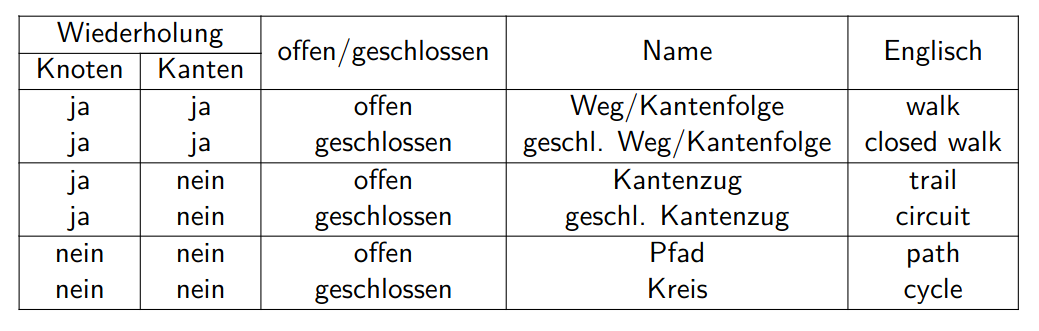 Wiederholung offen/geschlossen Name Englisch
Knoten Kanten
ja ja offen Weg/Kantenfolge walk
ja ja geschlossen geschl. Weg/Kantenfolge closed walk
ja nein offen Kantenzug trail
ja nein geschlossen geschl. Kantenzug circuit
nein nein offen Pfad path
nein nein geschlossen Kreis cycle